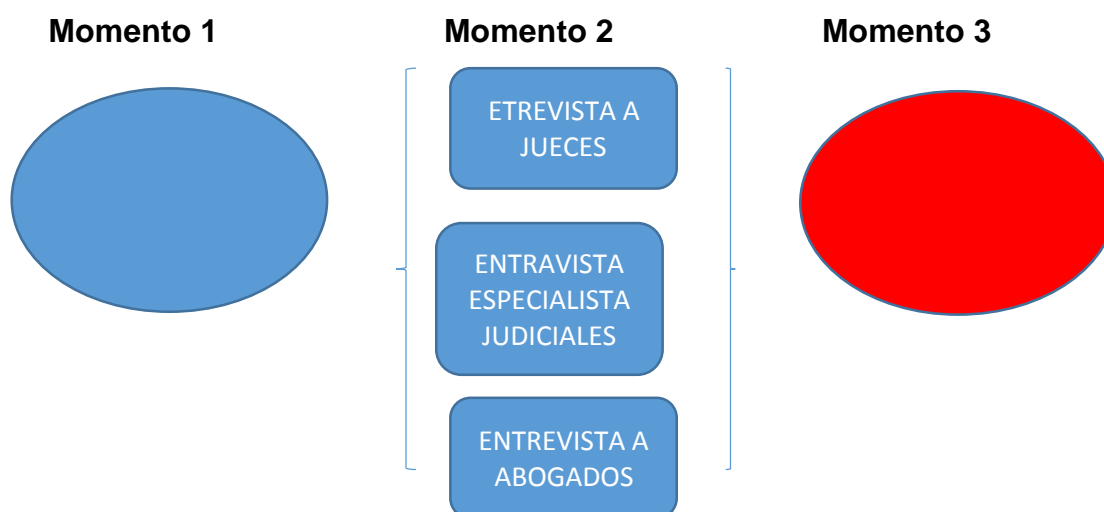 Momento 1
Momento 2
Momento 3
ETREVISTA A
JUECES
ENTRAVISTA
ESPECIALISTA
JUDICIALES
ENTREVISTA A
ABOGADOS